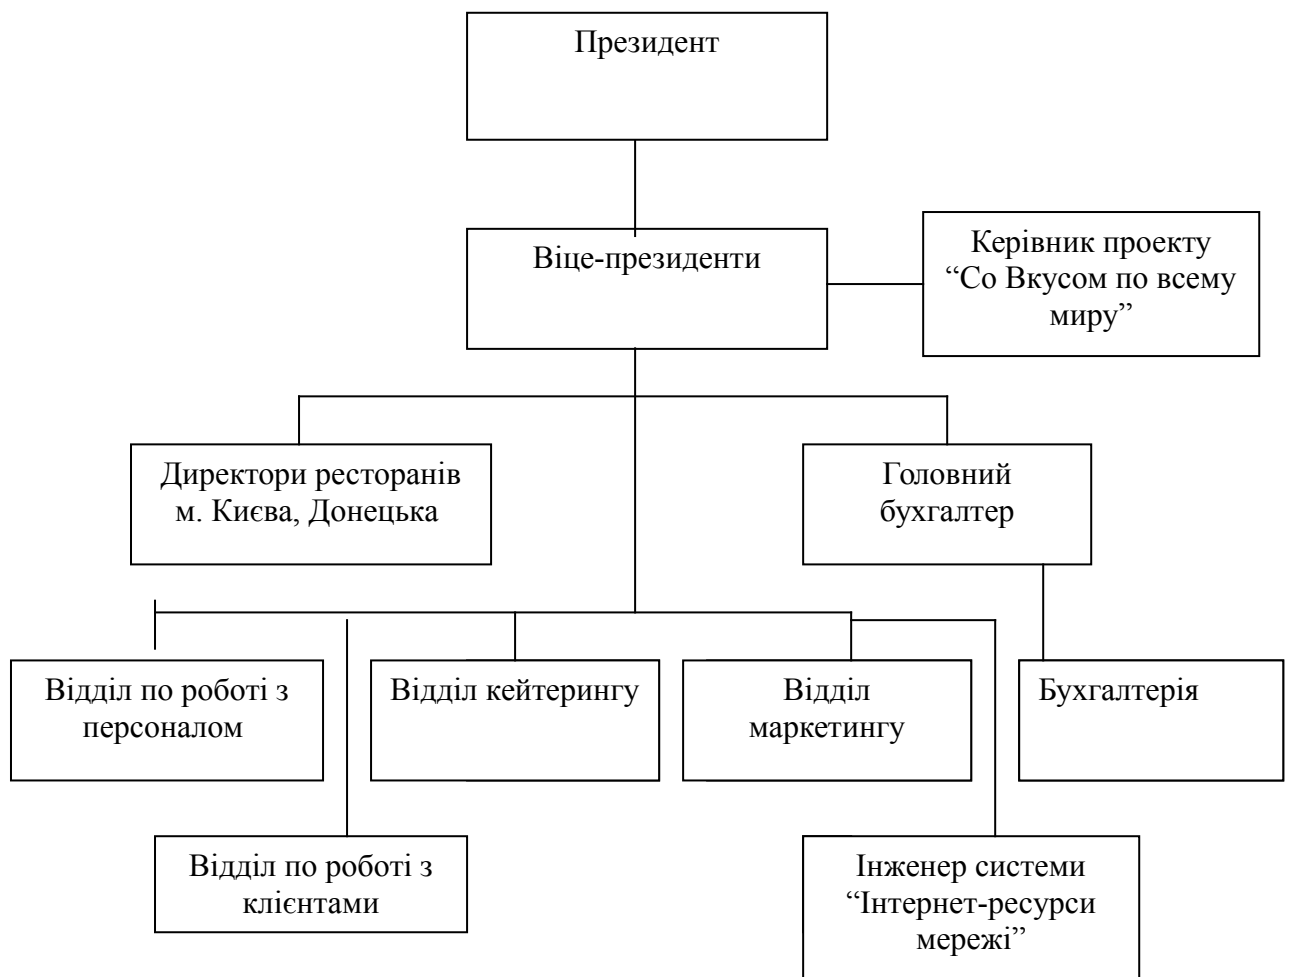 Президент
Віце-президенти
Керівник проекту
“Со Вкусом по всему
миру”
Директори ресторанів
м. Києва, Донецька
Головний
бухгалтер
Відділ по роботі з
персоналом
Відділ кейтерингу
Відділ
маркетингу
Бухгалтерія
Відділ по роботі з
клієнтами
Інженер системи
“Інтернет-ресурси
мережі”